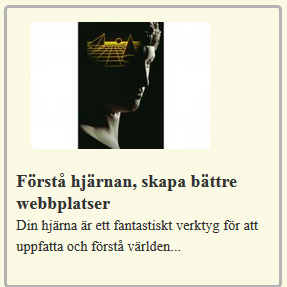 Förstå hjärnan, skapa bättre
webbplatser
Din hjärna är ett fantastiskt verktyg för att
uppfatta och förstå världen...